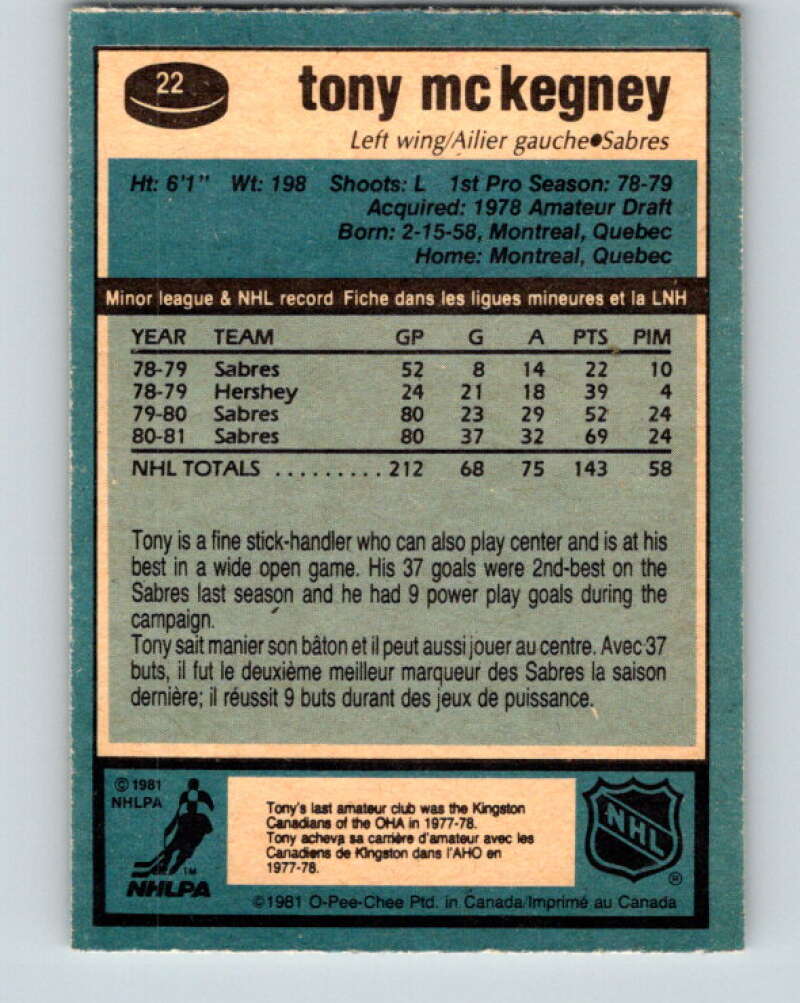 22
tony mc kegney
Left wing/Ailier gauche●Sabres
Ht: 6'1" Wt: 198 Shoots: L 1st Pro Season: 78-79
Acquired: 1978 Amateur Draft
Born: 2-15-58, Montreal, Quebec
Home: Montreal, Quebec
Minor league & NHL record Fiche dans les ligues mineures et la LNH
YEAR TEAM GP G A PTS PIM
78-79 Sabres 52 8 14 22 10
78-79 Hershey 24 21 18 39 4
79-80 Sabres 80 23 29 52 24
80-81 Sabres 80 37 32 69 24
NHL TOTALS ......... 212 68 75 143 58
Tony is a fine stick-handler who can also play center and is at his
best in a wide open game. His 37 goals were 2nd-best on the
Sabres last season and he had 9 power play goals during the
campaign.
Tony sait manier son bâton et il peut aussi jouer au centre. Avec 37
buts, il fut le deuxième meilleur marqueur des Sabres la saison
dernière; il réussit 9 buts durant des jeux de puissance.
© 1981
NHLPA
TM
NHLPA
Tony's last amateur club was the Kingston
Canadians of the OHA in 1977-78.
Tony acheva sa carrière d'amateur avec les
Canadiens de Kingston dans l'AHO en
1977-78.
NHL
®
©1981 O-Pee-Chee Ptd. in Canada/Imprimé au Canada